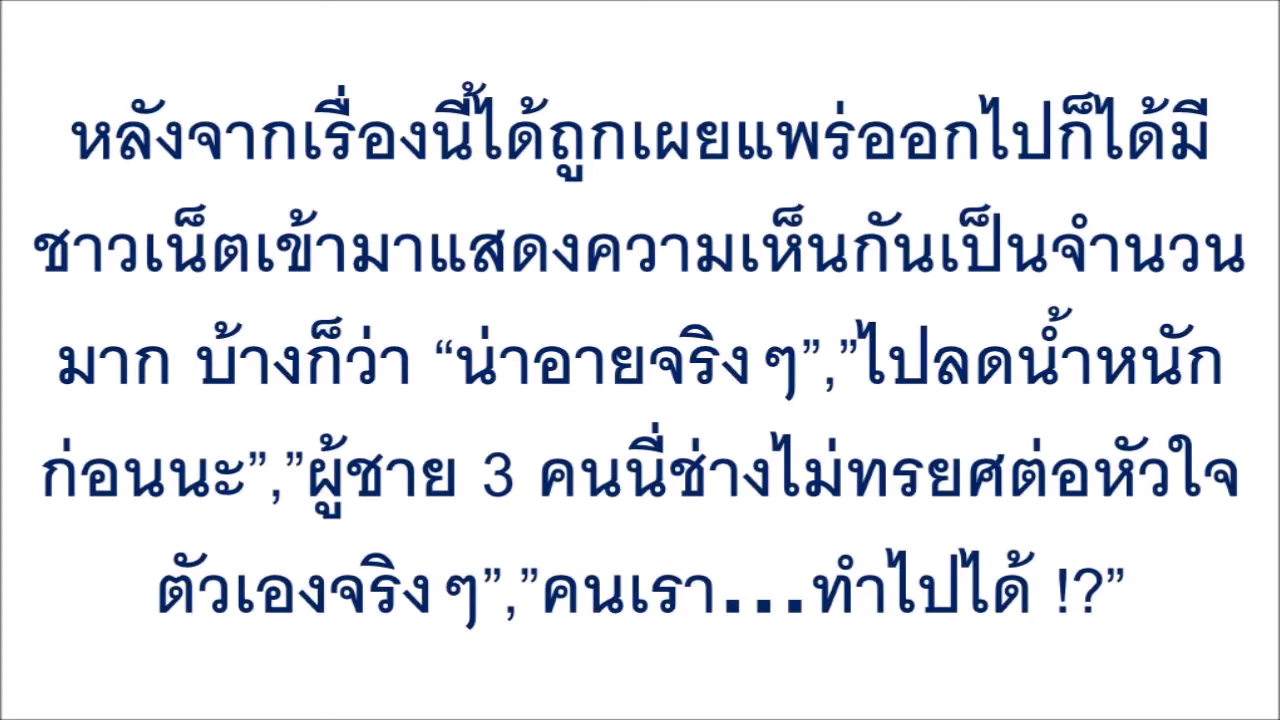 หลังจากเรื่องนี้ได้ถูกเผยแพร่ออกไปก็ได้มี
ชาวเน็ตเข้ามาแสดงความเห็นกันเป็นจำนวน
มาก บ้างก็ว่า “น่าอายจริงๆ”,”ไปลดน้ำหนัก
ก่อนนะ”,”ผู้ชาย 3 คนนี่ช่างไม่ทรยศต่อหัวใจ
ตัวเองจริงๆ”,”คนเรา…ทำไปได้ !?”